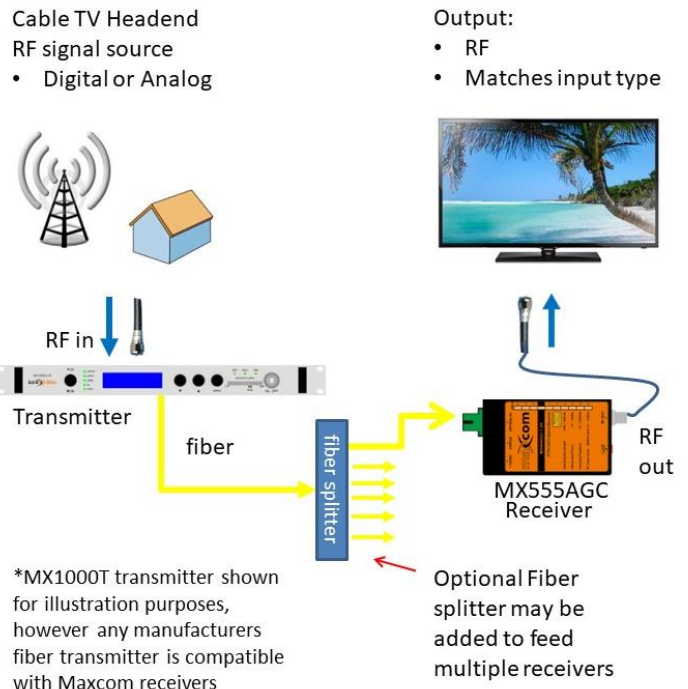 Cable TV Headend
RF signal source
• Digital or Analog
Output:
• RF
• Matches input type
RF in
Transmitter
fiber
fiber splitter
maxcom
RF
out
MX555AGC
Receiver
*MX1000T transmitter shown
for illustration purposes,
however any manufacturers
fiber transmitter is compatible
with Maxcom receivers
Optional Fiber
splitter may be
added to feed
multiple receivers